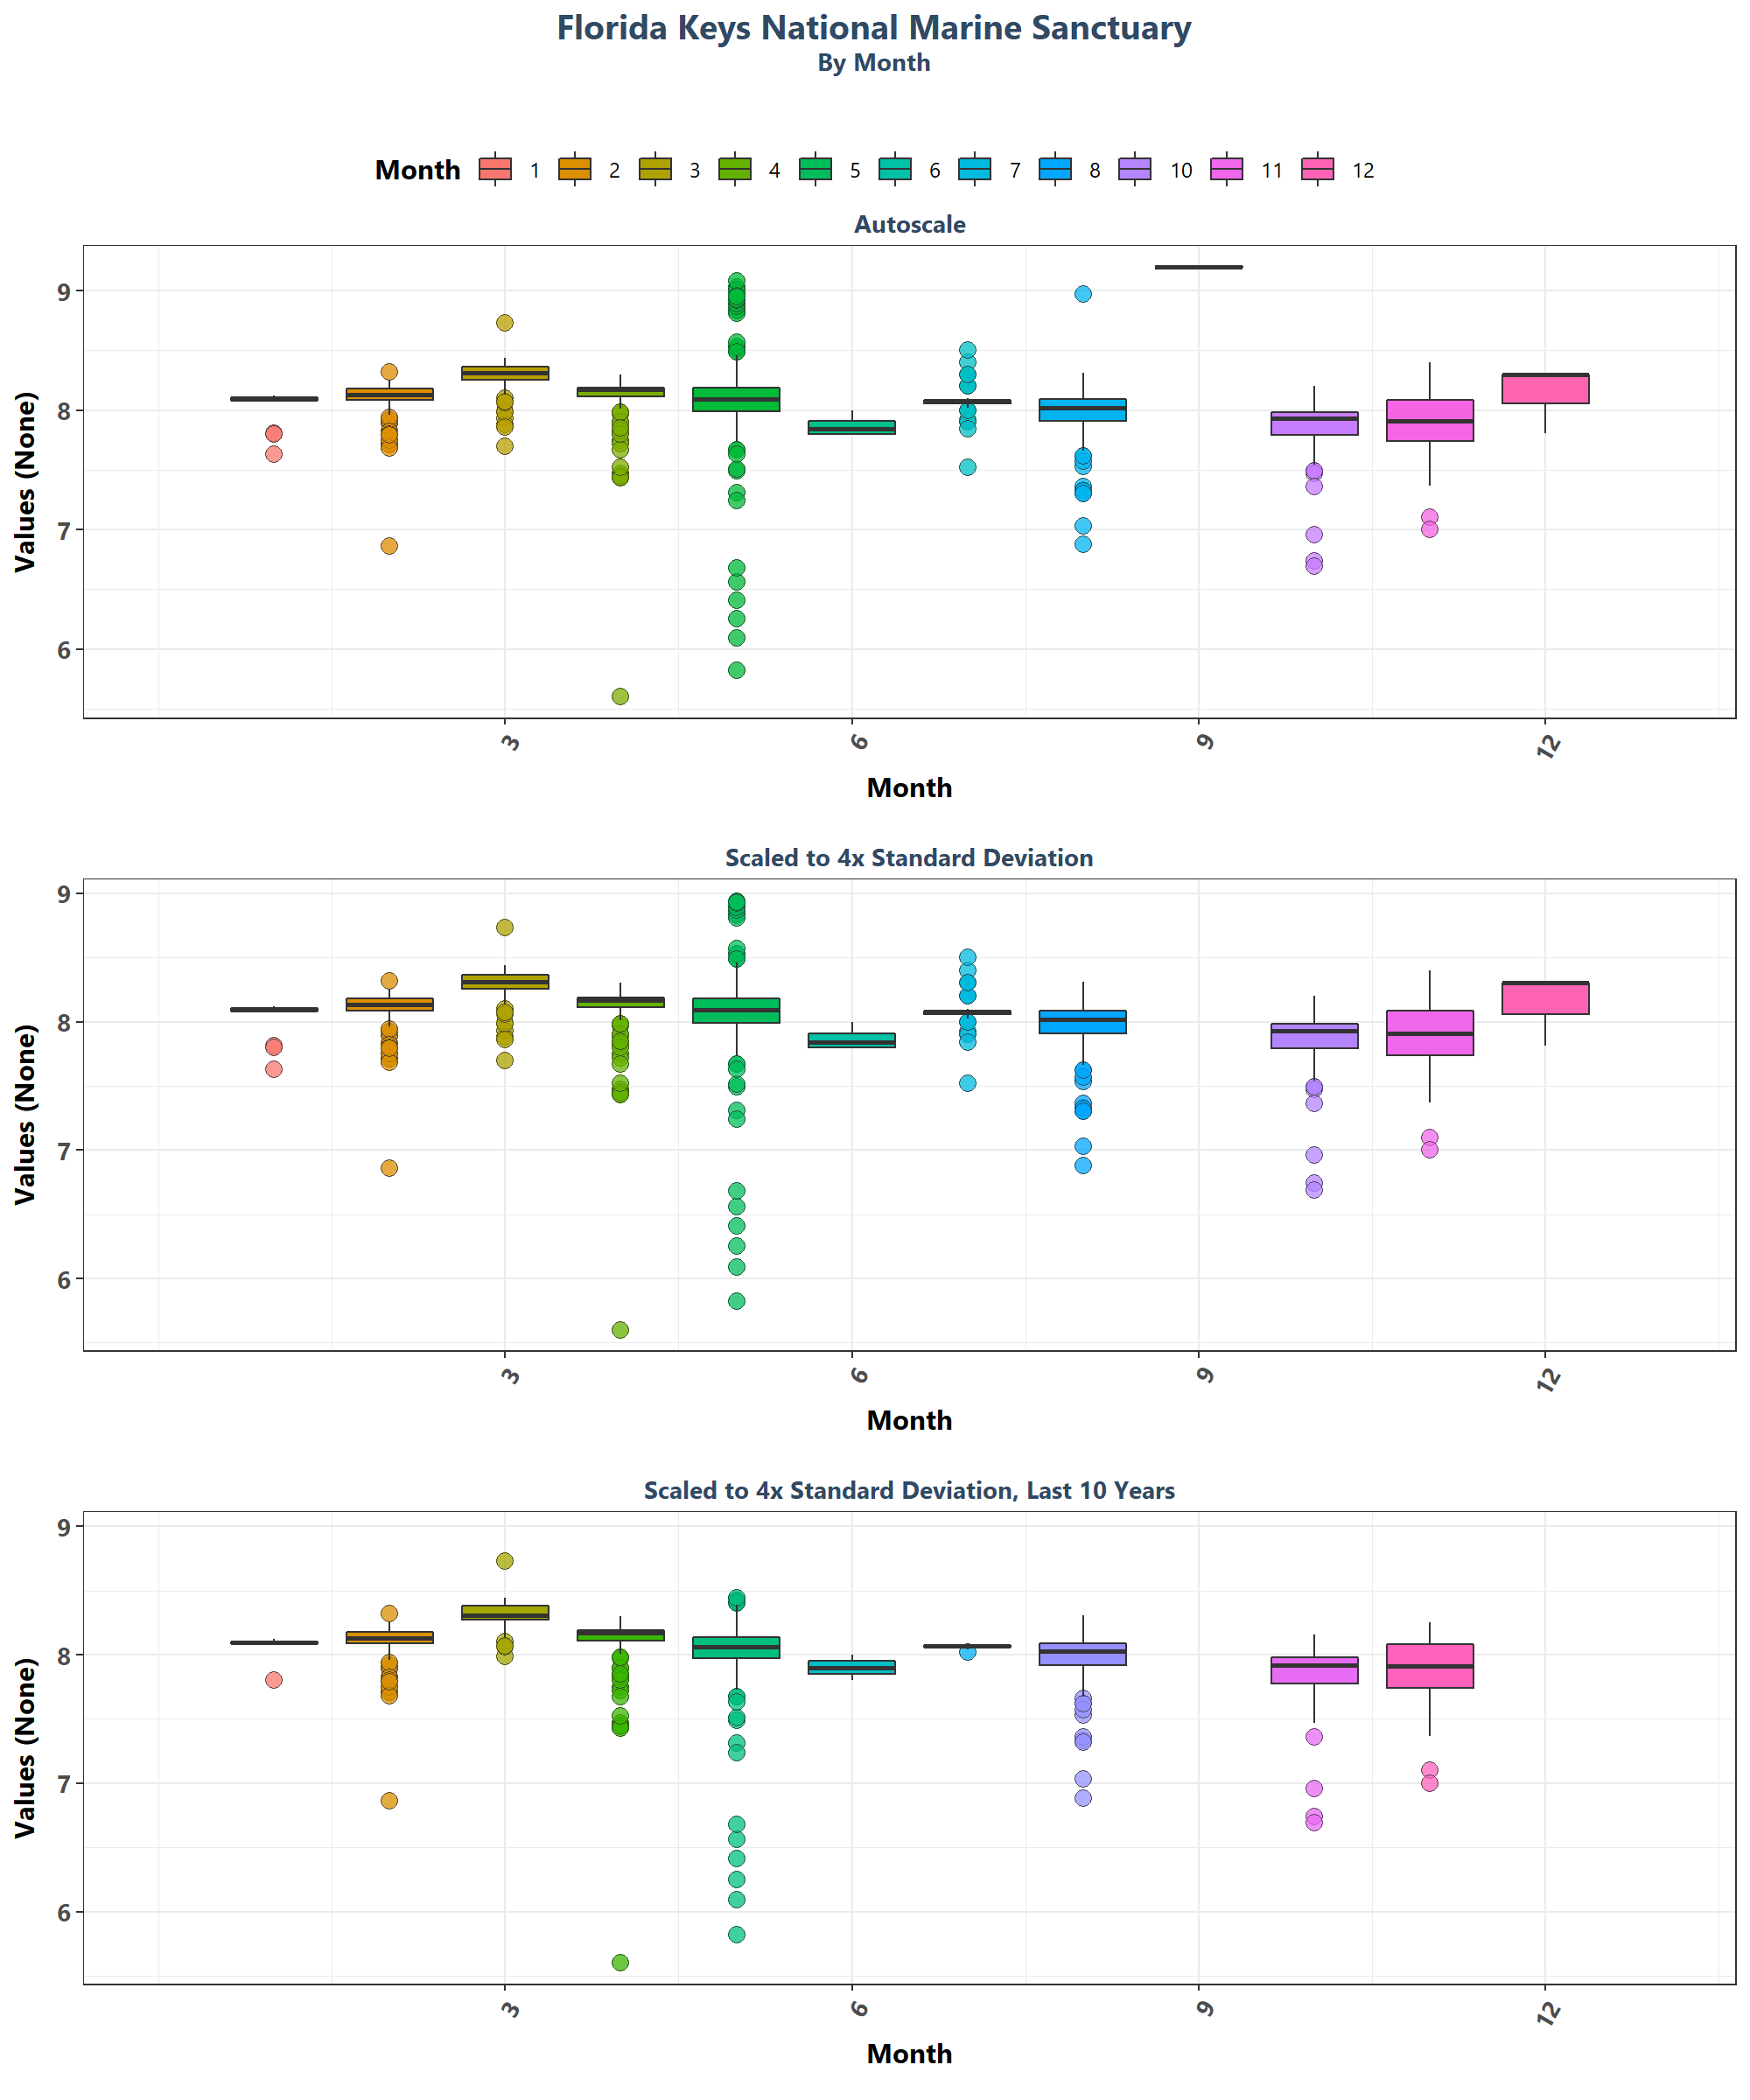 Florida Keys National Marine Sanctuary
By Month
Month 1 2 3 4 5 6 7 8 10 11 12
Autoscale
9
8
7
6
Values (None)
3 6 9 12
Month
Scaled to 4x Standard Deviation
9
8
7
6
Values (None)
3 6 9 12
Month
Scaled to 4x Standard Deviation, Last 10 Years
9
8
7
6
Values (None)
3 6 9 12
Month